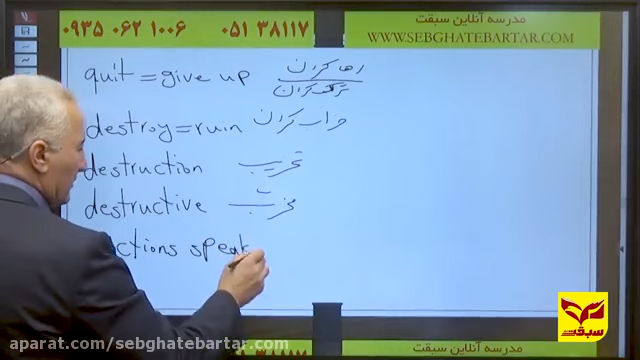 مدرسه آنلاین سبقت
۰۹۳۵ ۰۶۲ ۱۰۰۶ ۰۵۱ ۳۸۱۱۷
WWW.SEBGHATEBARTAR.COM
quit = give up رها کردن
ترک کردن
destroy = ruin خراب کردن
destruction تخریب
destructive مخرب
ctions speak
سبقت
aparat.com/sebghatebartar.com
۳۸۱۱۷
مدرسه آنلاین سبقت